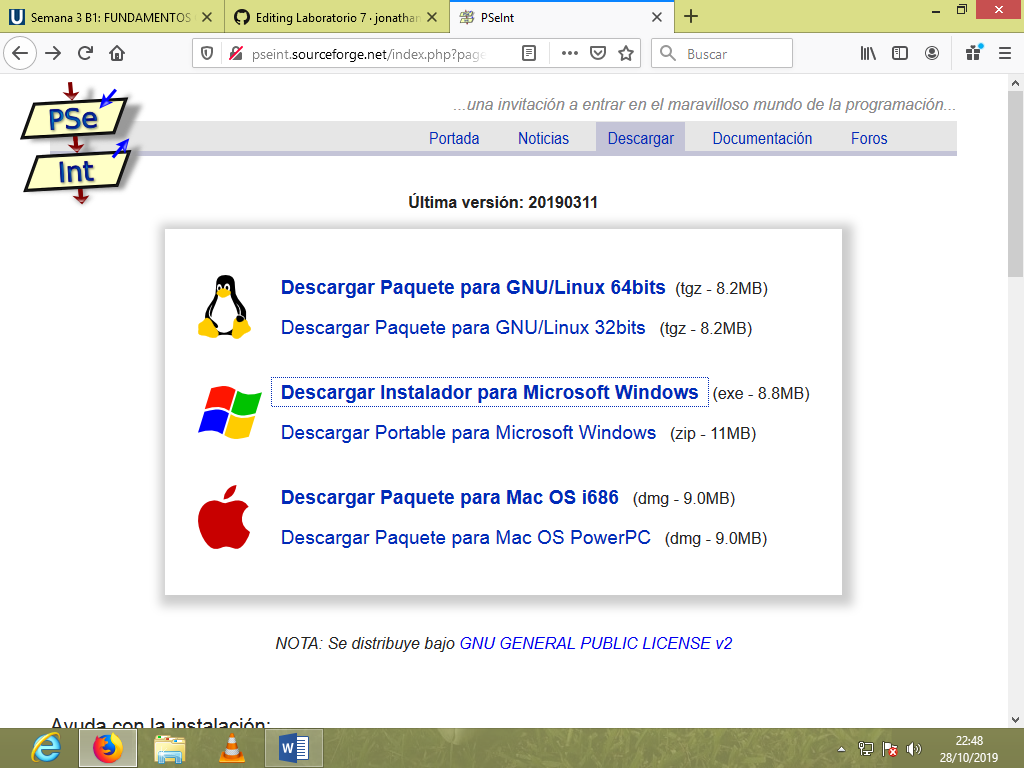 Semana 3 B1: FUNDAMENTOS
Editing Laboratorio 7 · jonathan
PSeInt
pseint.sourceforge.net/index.php?page
Buscar
PSe
Int
...una invitación a entrar en el maravilloso mundo de la programación...
Portada Noticias Descargar Documentación Foros
Última versión: 20190311
Descargar Paquete para GNU/Linux 64bits (tgz - 8.2MB)
Descargar Paquete para GNU/Linux 32bits (tgz - 8.2MB)
Descargar Instalador para Microsoft Windows (exe - 8.8MB)
Descargar Portable para Microsoft Windows (zip - 11MB)
Descargar Paquete para Mac OS i686 (dmg - 9.0MB)
Descargar Paquete para Mac OS PowerPC (dmg - 9.0MB)
NOTA: Se distribuye bajo GNU GENERAL PUBLIC LICENSE v2
Ayuda con la instalación:
22:48
28/10/2019